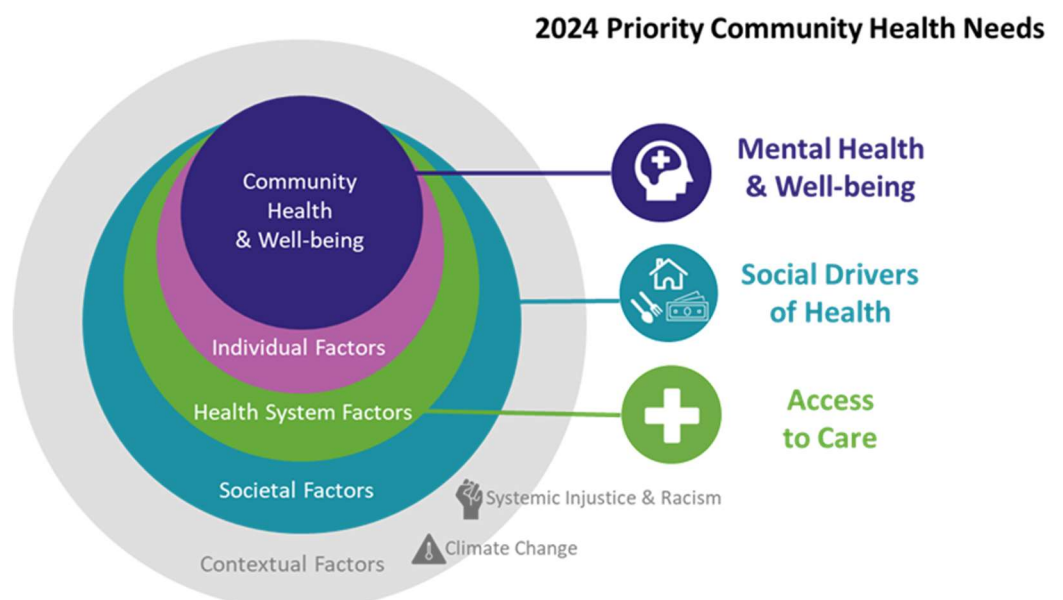 2024 Priority Community Health Needs
Community
Health
& Well-being
Individual Factors
Health System Factors
Societal Factors
Contextual Factors
Mental Health
& Well-being
Social Drivers
of Health
Access
to Care
Systemic Injustice & Racism
Climate Change